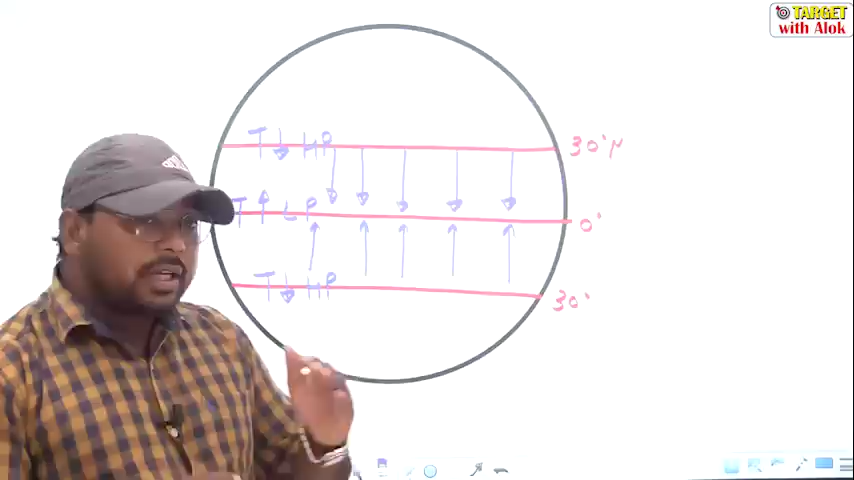 TARGET
with Alok
T↓ HP 30°N
T↑ LP 0°
T↓ HP 30°